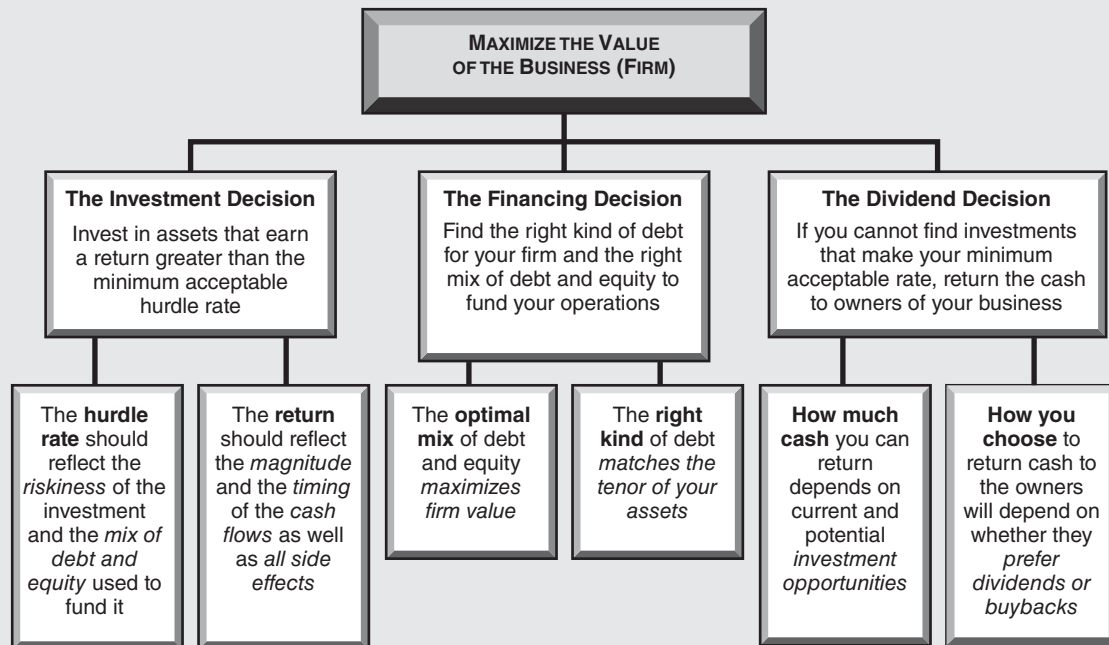 MAXIMIZE THE VALUE
OF THE BUSINESS (FIRM)
The Investment Decision
Invest in assets that earn
a return greater than the
minimum acceptable
hurdle rate
The Financing Decision
Find the right kind of debt
for your firm and the right
mix of debt and equity to
fund your operations
The Dividend Decision
If you cannot find investments
that make your minimum
acceptable rate, return the cash
to owners of your business
The hurdle
rate should
reflect the
riskiness of the
investment
and the mix of
debt and
equity used to
fund it
The return
should reflect
the magnitude
and the timing
of the cash
flows as well
as all side
effects
The optimal
mix of debt
and equity
maximizes
firm value
The right
kind of debt
matches the
tenor of your
assets
How much
cash you can
return
depends on
current and
potential
investment
opportunities
How you
choose to
return cash to
the owners
will depend on
whether they
prefer
dividends or
buybacks